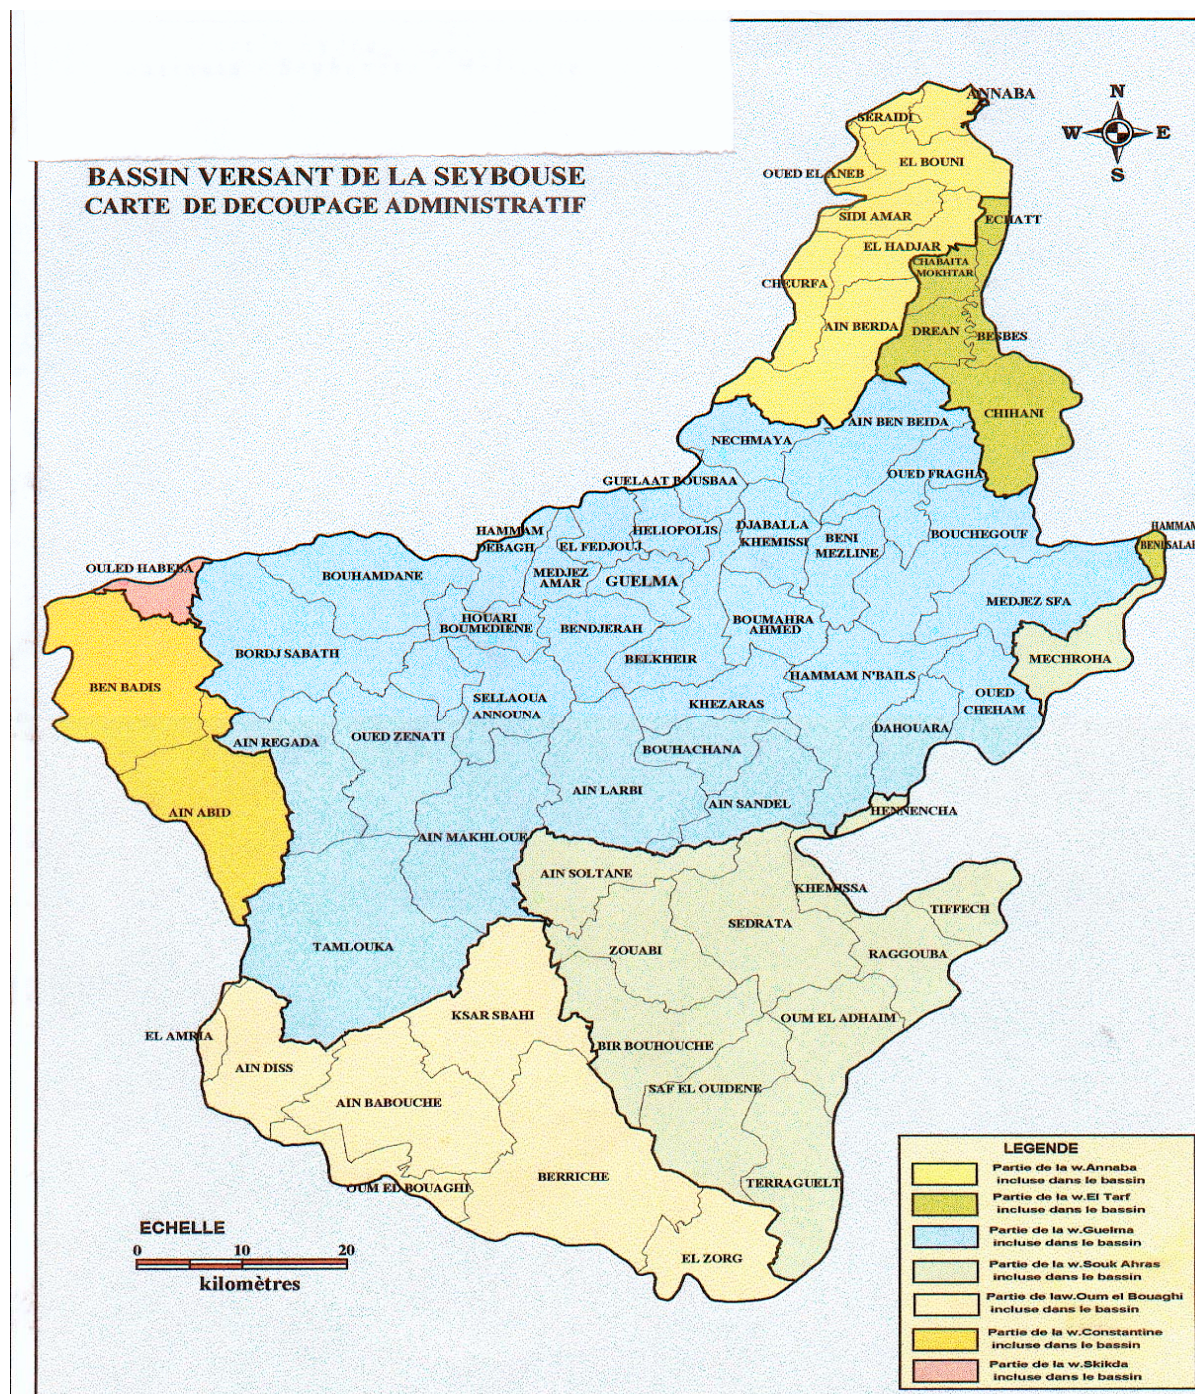 BASSIN VERSANT DE LA SEYBOUSE
CARTE DE DECOUPAGE ADMINISTRATIF
N
W
E
S
ANNABA
SERAIDI
EL BOUNI
OUED EL ANEB
SIDI AMAR
ECHATT
EL HADJAR
CHABAITA
MOKHTAR
CHEURFA
AIN BERDA
DREAN
BESBES
CHIHANI
AIN BEN BEIDA
NECHMAYA
OUED FRAGHA
GUELAAT BOUSBAA
HAMMAM
DEBAGH
HELIOPOLIS
DJABALLA
KHEMISSI
BENI
MEZLINE
BOUCHEGOUF
HAMMAM
BENI SALAH
EL FEDJOUJ
OULED HABEBA
BOUHAMDANE
MEDJEZ
AMAR
GUELMA
MEDJEZ SFA
HOUARI
BOUMEDIENE
BENDJERAH
BOUMAHRA
AHMED
BORDJ SABATH
BELKHEIR
MECHROHA
BEN BADIS
HAMMAM N'BAILS
SELLAOUA
ANNOUNA
KHEZARAS
OUED
CHEHAM
AIN REGADA
OUED ZENATI
DAHOUARA
BOUHACHANA
AIN LARBI
AIN SANDEL
AIN ABID
HENNENCHA
AIN MAKHLOUF
AIN SOLTANE
KHEMISSA
TIFFECH
SEDRATA
TAMLOUKA
ZOUABI
RAGGOUBA
KSAR SBAHI
OUM EL ADHAIM
EL AMRIA
BIR BOUHOUCHE
AIN DISS
SAF EL OUIDENE
AIN BABOUCHE
BERRICHE
OUM EL BOUAGHI
TERRAGUELT
EL ZORG
ECHELLE
0 10 20
kilomètres
LEGENDE
Partie de la w.Annaba
incluse dans le bassin
Partie de la w.El Tarf
incluse dans le bassin
Partie de la w.Guelma
incluse dans le bassin
Partie de la w.Souk Ahras
incluse dans le bassin
Partie de law.Oum el Bouaghi
incluse dans le bassin
Partie de la w.Constantine
incluse dans le bassin
Partie de la w.Skikda
incluse dans le bassin